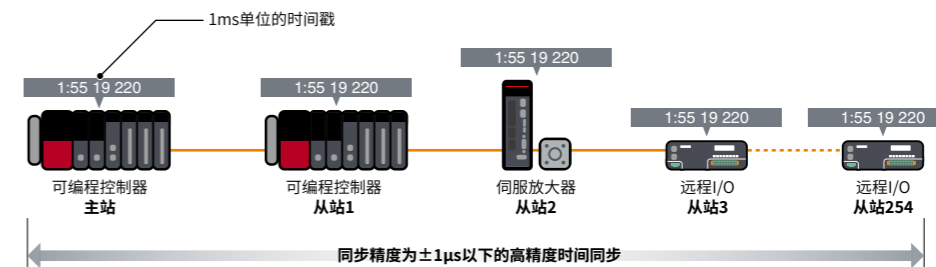 1ms单位的时间戳
1:55 19 220
1:55 19 220
1:55 19 220
1:55 19 220
1:55 19 220
可编程控制器
主站
可编程控制器
从站1
伺服放大器
从站2
远程I/O
从站3
远程I/O
从站254
同步精度为±1μs以下的高精度时间同步